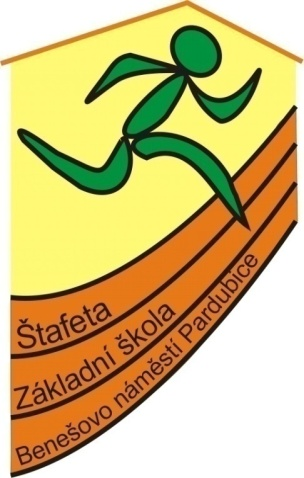 Štafeta
Základní škola
Benešovo náměstí Pardubice